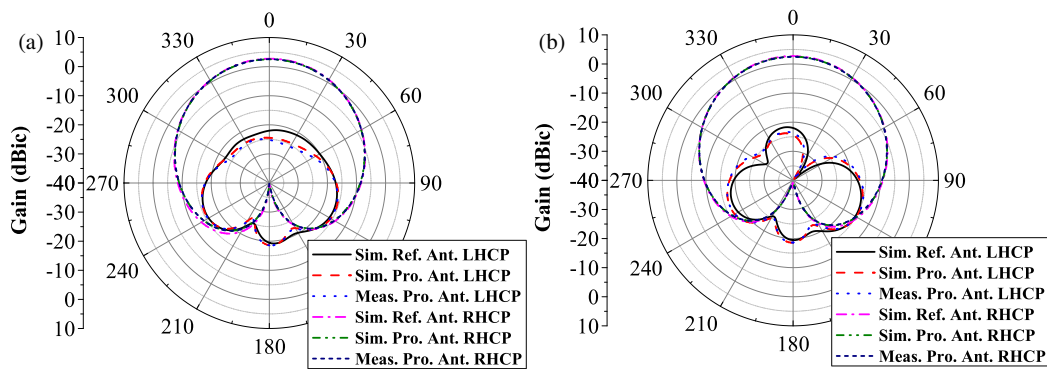 (a)
Gain (dBic)
10
0
-10
-20
-30
-40
-30
-20
-10
0
10
0
30
60
90
180
210
240
270
300
330
Sim. Ref. Ant. LHCP
Sim. Pro. Ant. LHCP
Meas. Pro. Ant. LHCP
Sim. Ref. Ant. RHCP
Sim. Pro. Ant. RHCP
Meas. Pro. Ant. RHCP
(b)
Gain (dBic)
10
0
-10
-20
-30
-40
-30
-20
-10
0
10
0
30
60
90
180
210
240
270
300
330
Sim. Ref. Ant. LHCP
Sim. Pro. Ant. LHCP
Meas. Pro. Ant. LHCP
Sim. Ref. Ant. RHCP
Sim. Pro. Ant. RHCP
Meas. Pro. Ant. RHCP